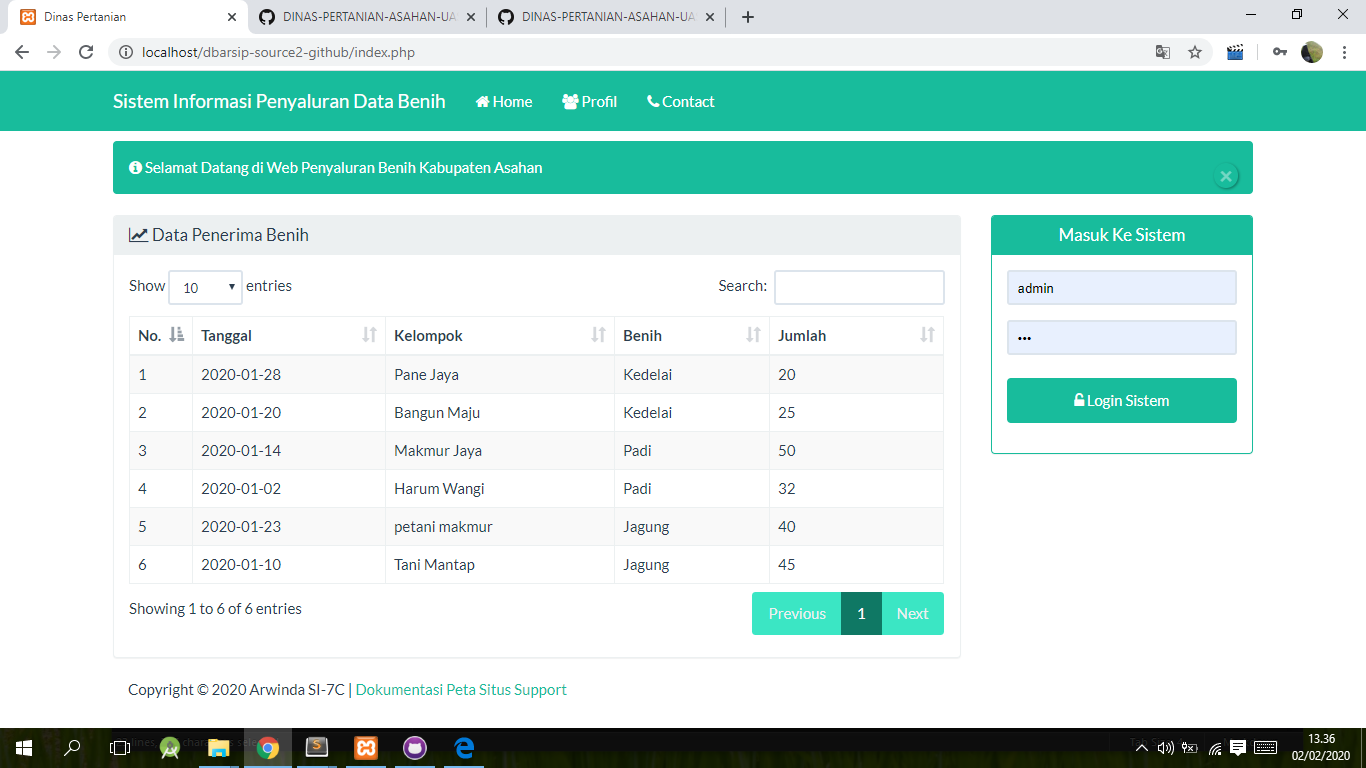 Dinas Pertanian
DINAS-PERTANIAN-ASAHAN-UA
DINAS-PERTANIAN-ASAHAN-UA
localhost/dbarsip-source2-github/index.php
Sistem Informasi Penyaluran Data Benih Home Profil Contact
Selamat Datang di Web Penyaluran Benih Kabupaten Asahan
Data Penerima Benih
Show 10 entries Search:
No. Tanggal Kelompok Benih Jumlah
1 2020-01-28 Pane Jaya Kedelai 20
2 2020-01-20 Bangun Maju Kedelai 25
3 2020-01-14 Makmur Jaya Padi 50
4 2020-01-02 Harum Wangi Padi 32
5 2020-01-23 petani makmur Jagung 40
6 2020-01-10 Tani Mantap Jagung 45
Showing 1 to 6 of 6 entries Previous 1 Next
Masuk Ke Sistem
admin
•••
Login Sistem
Copyright © 2020 Arwinda SI-7C | Dokumentasi Peta Situs Support
13.36
02/02/2020